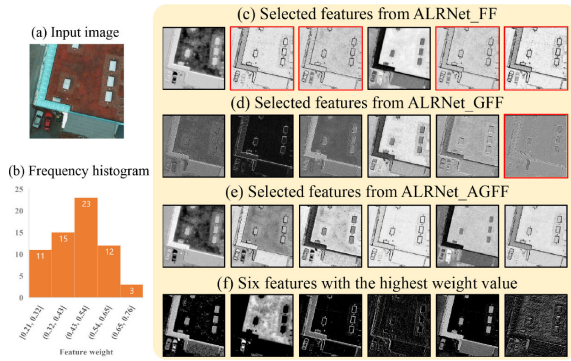 (a) Input image
(b) Frequency histogram
25
20
15
10
5
0
11
15
23
12
3
[0.21, 0.32]
(0.32, 0.43]
(0.43, 0.54]
(0.54, 0.65]
(0.65, 0.76]
Feature weight
(c) Selected features from ALRNet_FF
(d) Selected features from ALRNet_GFF
(e) Selected features from ALRNet_AGFF
(f) Six features with the highest weight value